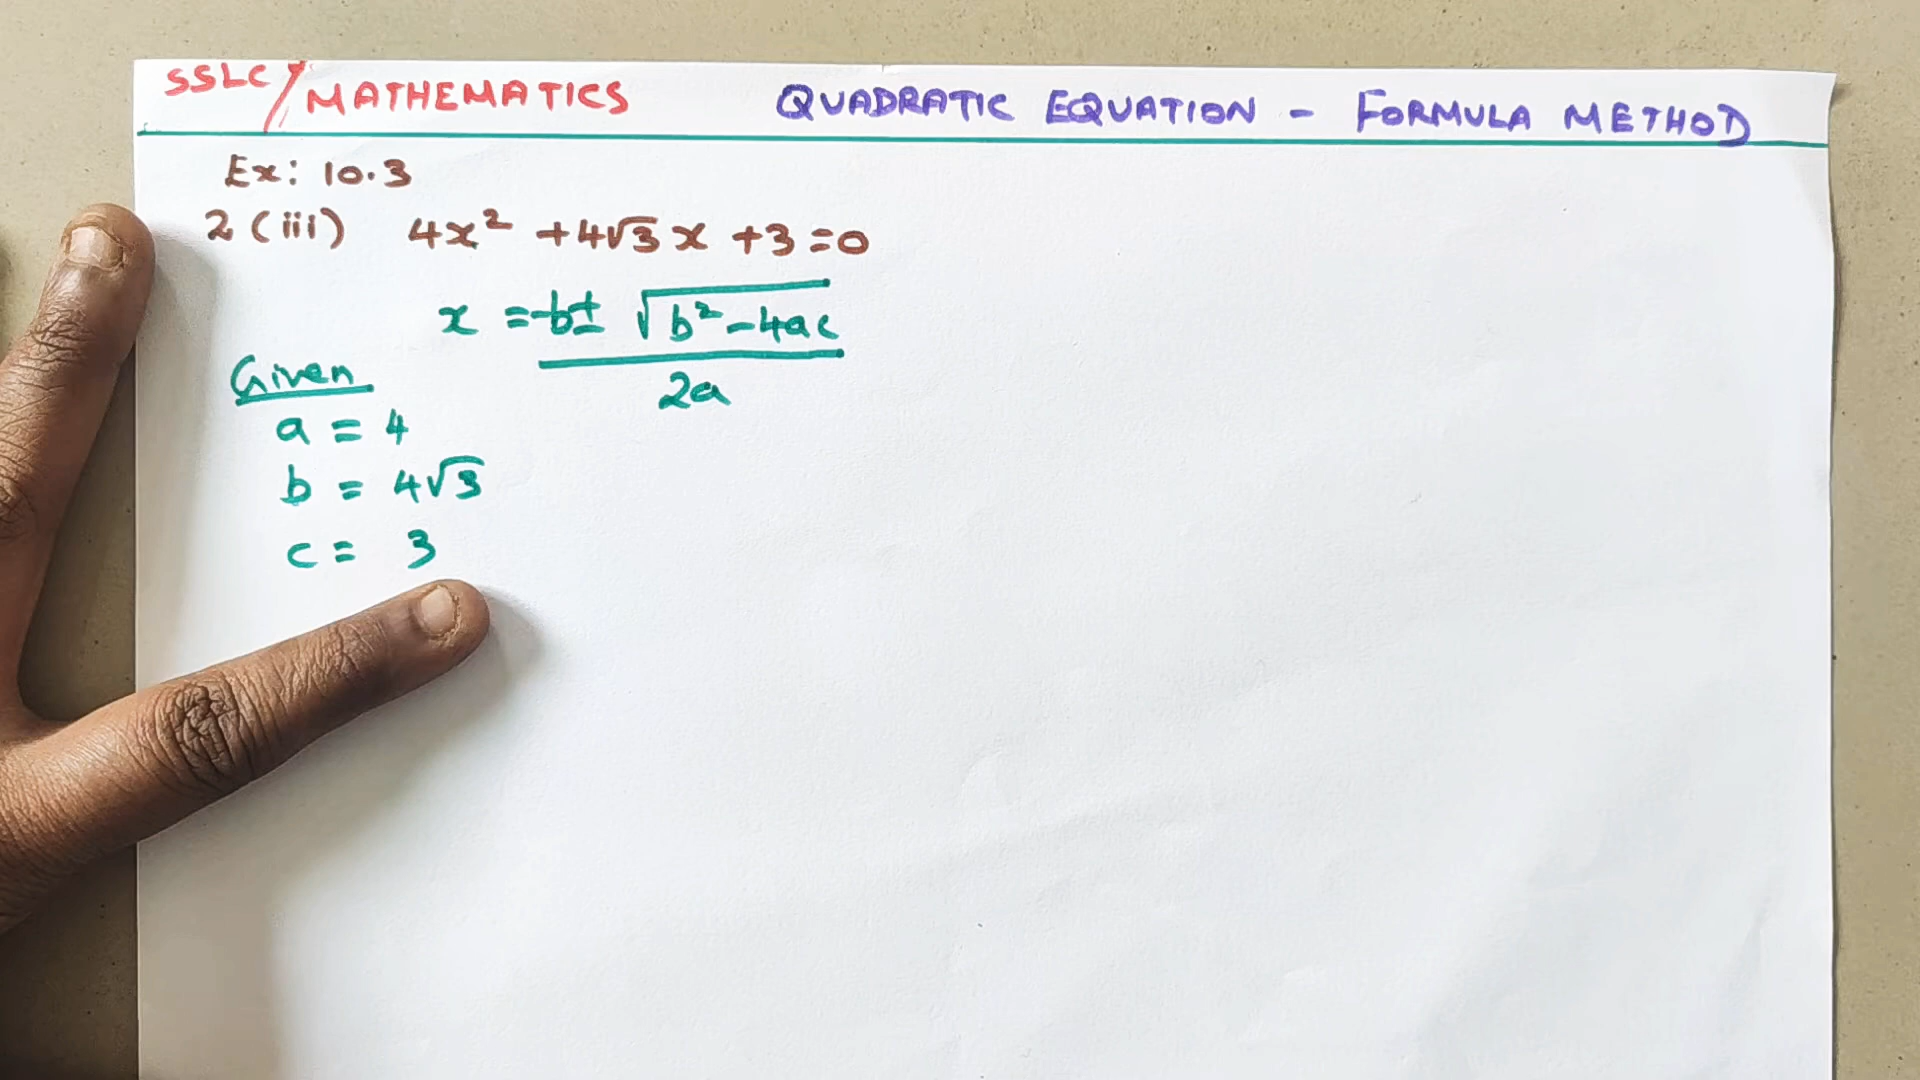 SSLC / MATHEMATICS QUADRATIC EQUATION - FORMULA METHOD
Ex: 10.3
2 (iii) 4x² + 4√3 x + 3 = 0
x = -b ± √(b² - 4ac)
2a
Given
a = 4
b = 4√3
c = 3